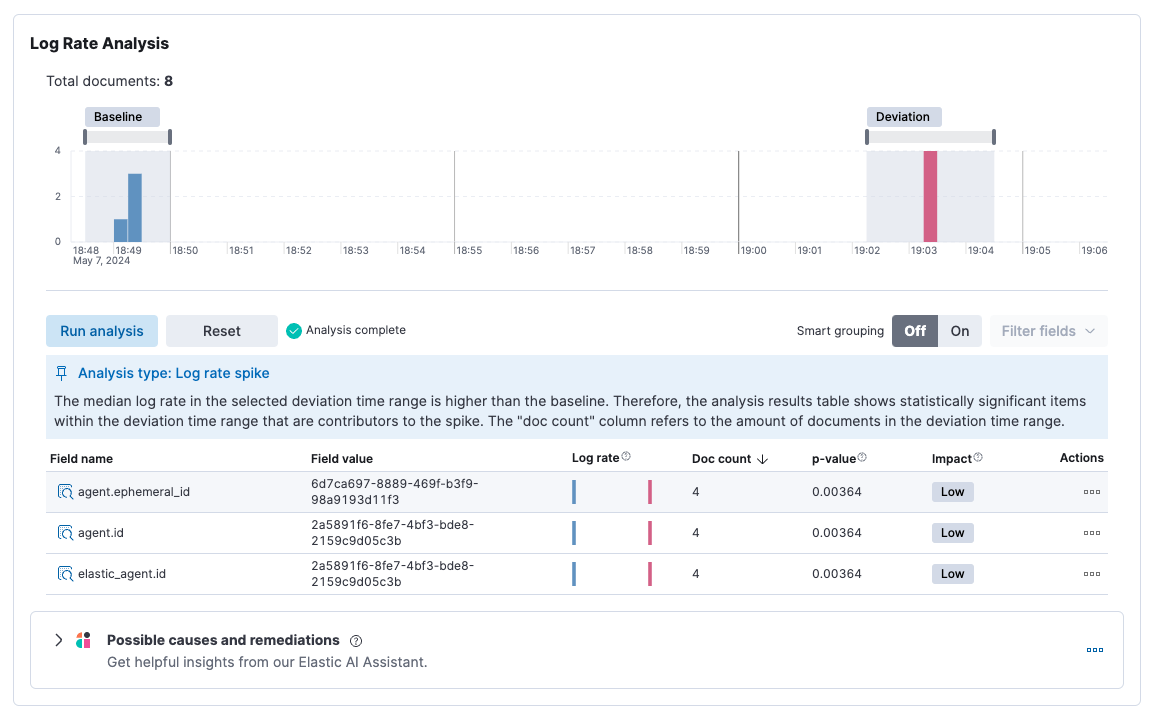 Log Rate Analysis
Total documents: 8
Baseline
Deviation
4
2
0
18:48 18:49 18:50 18:51 18:52 18:53 18:54 18:55 18:56 18:57 18:58 18:59 19:00 19:01 19:02 19:03 19:04 19:05 19:06
May 7, 2024
Run analysis Reset Analysis complete Smart grouping Off On Filter fields
Analysis type: Log rate spike
The median log rate in the selected deviation time range is higher than the baseline. Therefore, the analysis results table shows statistically significant items
within the deviation time range that are contributors to the spike. The "doc count" column refers to the amount of documents in the deviation time range.
Field name Field value Log rate Doc count p-value Impact Actions
agent.ephemeral_id 6d7ca697-8889-469f-b3f9-
98a9193d11f3 4 0.00364 Low
agent.id 2a5891f6-8fe7-4bf3-bde8-
2159c9d05c3b 4 0.00364 Low
elastic_agent.id 2a5891f6-8fe7-4bf3-bde8-
2159c9d05c3b 4 0.00364 Low
Possible causes and remediations
Get helpful insights from our Elastic AI Assistant.